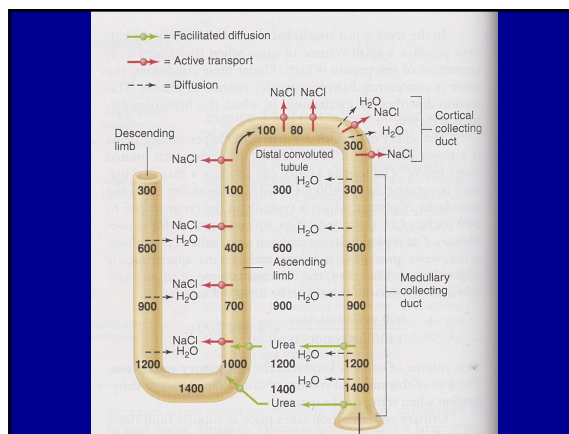 = Facilitated diffusion
= Active transport
= Diffusion
NaCl NaCl
H2O
NaCl
H2O
Cortical
collecting
duct
100 80
300
Descending
limb
NaCl
Distal convoluted
tubule
NaCl
H2O
300
100
300
300
NaCl
H2O
H2O
600
400
600
600
Ascending
limb
Medullary
collecting
duct
NaCl
H2O
H2O
900
700
900
900
NaCl
H2O
Urea
H2O
1200
1000
1200
1200
H2O
1400
1400
1400
Urea